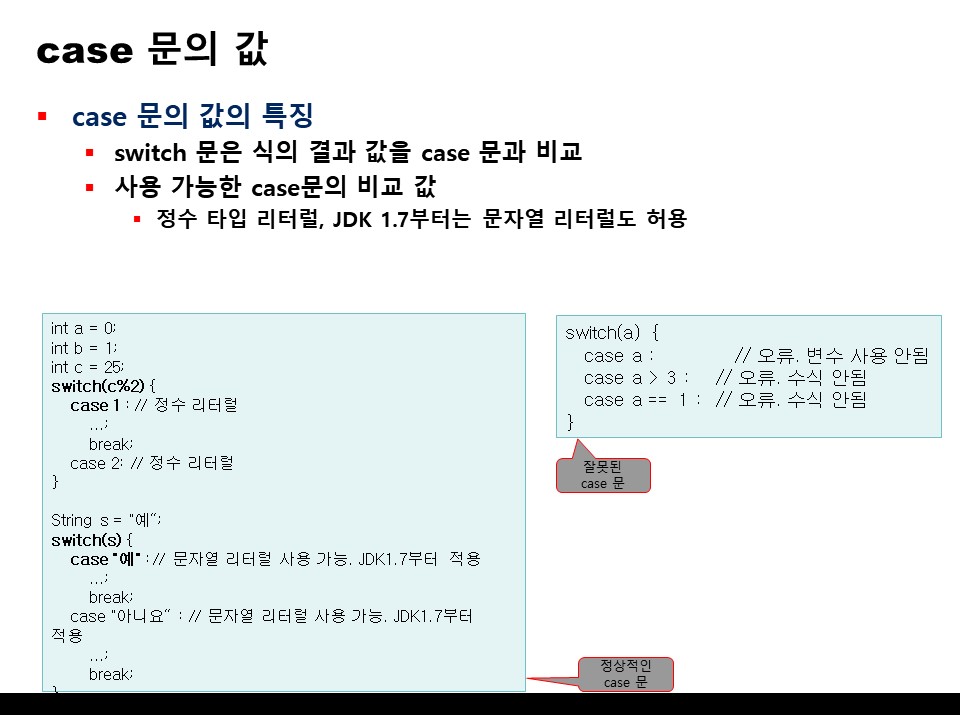 case 문의 값
case 문의 값의 특징
switch 문은 식의 결과 값을 case 문과 비교
사용 가능한 case문의 비교 값
정수 타입 리터럴, JDK 1.7부터는 문자열 리터럴도 허용
int a = 0;
int b = 1;
int c = 25;
switch(c%2) {
case 1 : // 정수 리터럴
...;
break;
case 2: // 정수 리터럴
}
String s = "예";
switch(s) {
case "예" : // 문자열 리터럴 사용 가능. JDK1.7부터 적용
...;
break;
case "아니요" : // 문자열 리터럴 사용 가능. JDK1.7부터
적용
...;
break;
}
switch(a) {
case a : // 오류. 변수 사용 안됨
case a > 3 : // 오류. 수식 안됨
case a == 1 : // 오류. 수식 안됨
}
잘못된
case 문
정상적인
case 문